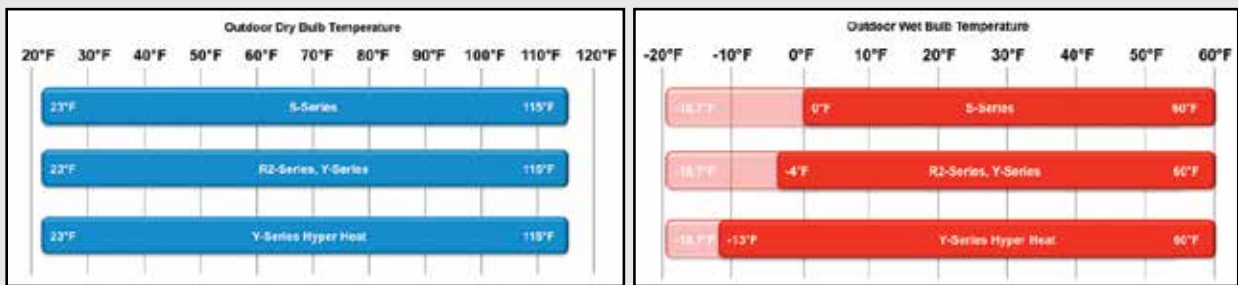 Outdoor Dry Bulb Temperature
20°F 30°F 40°F 50°F 60°F 70°F 80°F 90°F 100°F 110°F 120°F
23°F S-Series 115°F
23°F R2-Series, Y-Series 115°F
23°F Y-Series Hyper Heat 115°F
Outdoor Wet Bulb Temperature
-20°F -10°F 0°F 10°F 20°F 30°F 40°F 50°F 60°F
0°F S-Series 60°F
-4°F R2-Series, Y-Series 60°F
-13°F Y-Series Hyper Heat 60°F